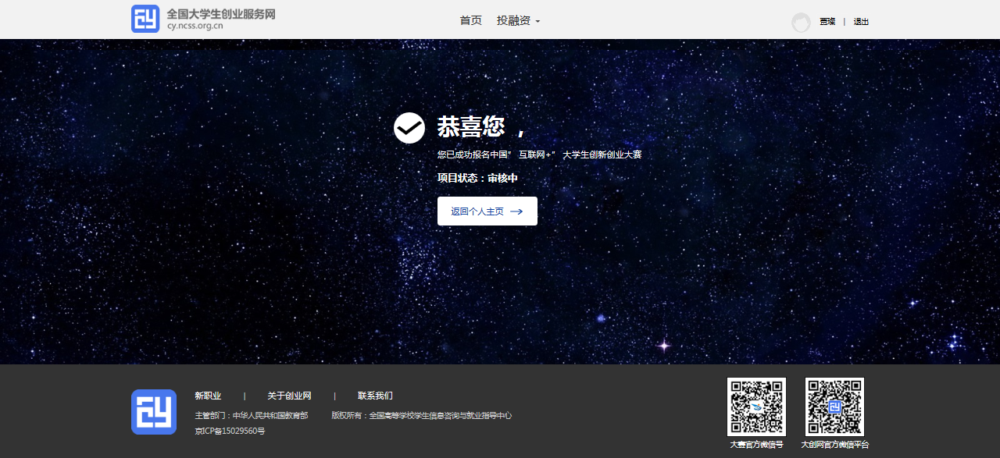 全国大学生创业服务网
cy.ncss.org.cn
首页 投融资
贾璨 | 退出
恭喜您 ，
您已成功报名中国” 互联网+” 大学生创新创业大赛
项目状态：审核中
返回个人主页
新职业 | 关于创业网 | 联系我们
主管部门：中华人民共和国教育部 版权所有：全国高等学校学生信息咨询与就业指导中心
京ICP备15029560号
大赛官方微信号 大创网官方微信平台